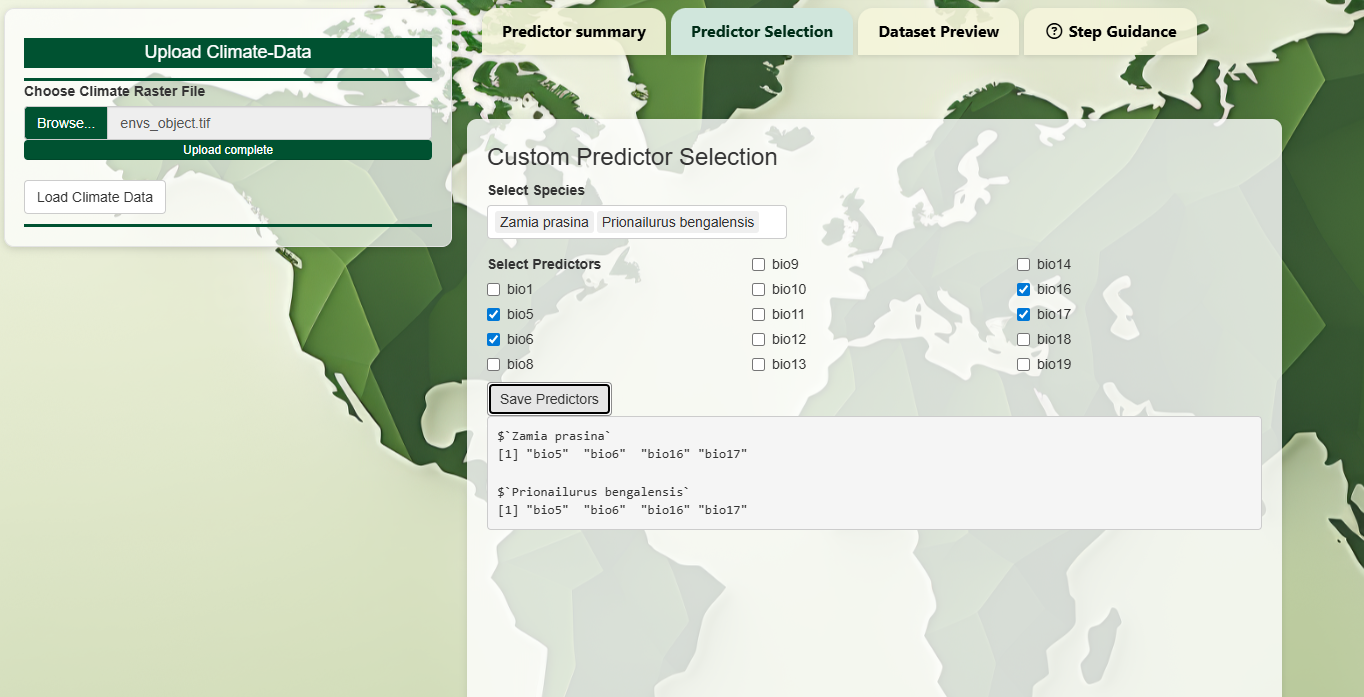 Predictor summary
Predictor Selection
Dataset Preview
Step Guidance
Upload Climate-Data
Choose Climate Raster File
Browse... envs_object.tif
Upload complete
Load Climate Data
Custom Predictor Selection
Select Species
Zamia prasina Prionailurus bengalensis
Select Predictors
bio1
bio5
bio6
bio8
bio9
bio10
bio11
bio12
bio13
bio14
bio16
bio17
bio18
bio19
Save Predictors
$`Zamia prasina`
[1] "bio5"  "bio6"  "bio16" "bio17"
$`Prionailurus bengalensis`
[1] "bio5"  "bio6"  "bio16" "bio17"